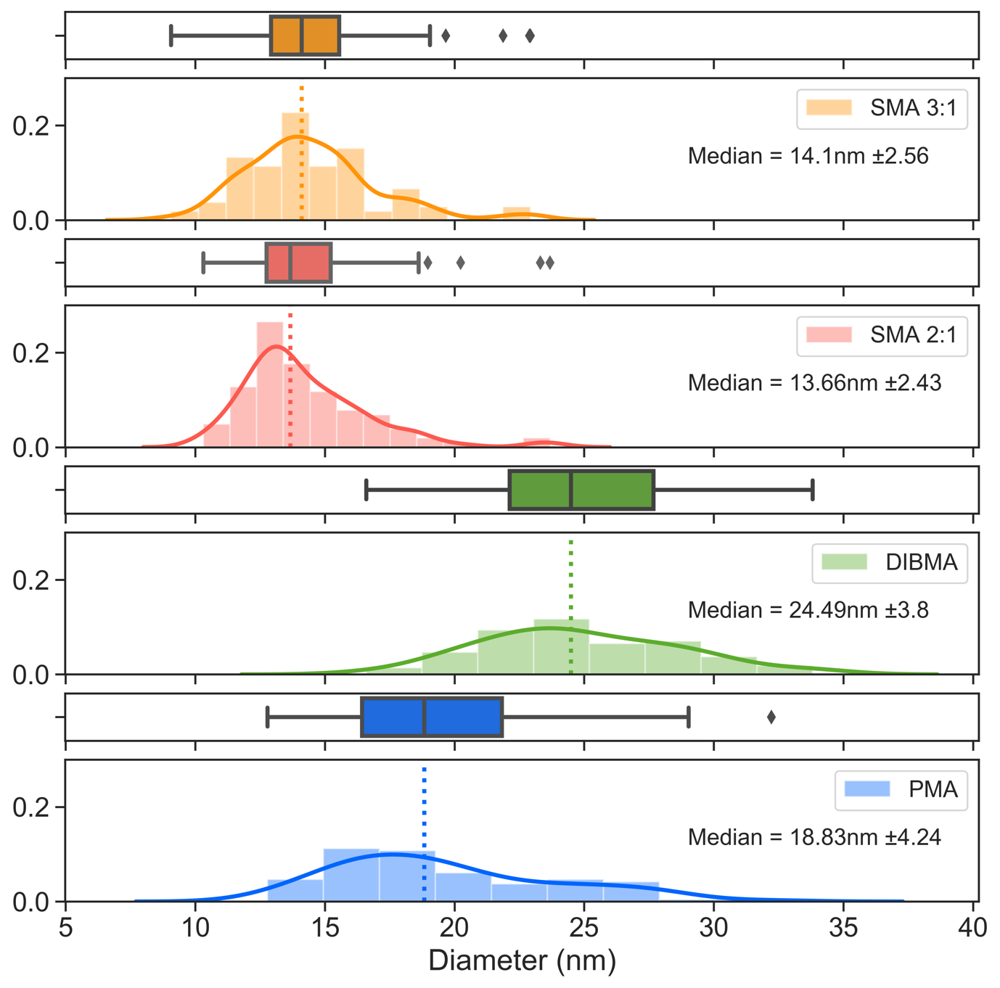 SMA 3:1
0.2
Median = 14.1nm ±2.56
0.0
SMA 2:1
0.2
Median = 13.66nm ±2.43
0.0
DIBMA
0.2
Median = 24.49nm ±3.8
0.0
PMA
0.2
Median = 18.83nm ±4.24
0.0
5 10 15 20 25 30 35 40
Diameter (nm)